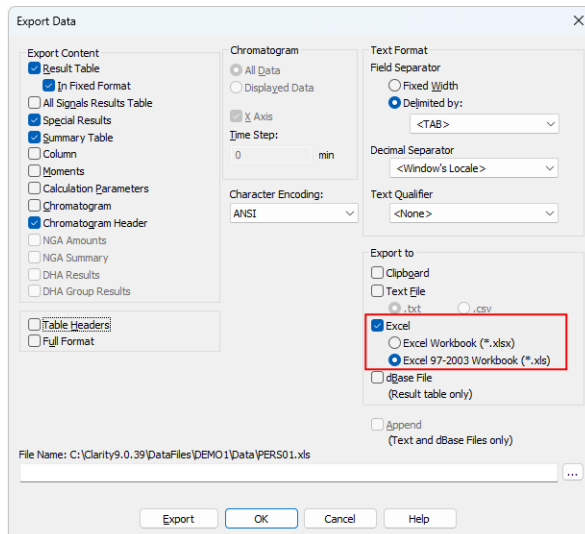 Export Data
Export Content
Result Table
In Fixed Format
All Signals Results Table
Special Results
Summary Table
Column
Moments
Calculation Parameters
Chromatogram
Chromatogram Header
NGA Amounts
NGA Summary
DHA Results
DHA Group Results
Table Headers
Full Format
Chromatogram
All Data
Displayed Data
X Axis
Time Step:
0 min
Character Encoding:
ANSI
Text Format
Field Separator
Fixed Width
Delimited by:
<TAB>
Decimal Separator
<Window's Locale>
Text Qualifier
<None>
Export to
Clipboard
Text File
.txt .csv
Excel
Excel Workbook (*.xlsx)
Excel 97-2003 Workbook (*.xls)
dBase File
(Result table only)
Append
(Text and dBase Files only)
File Name: C:\Clarity9.0.39\DataFiles\DEMO1\Data\PERS01.xls
...
Export OK Cancel Help